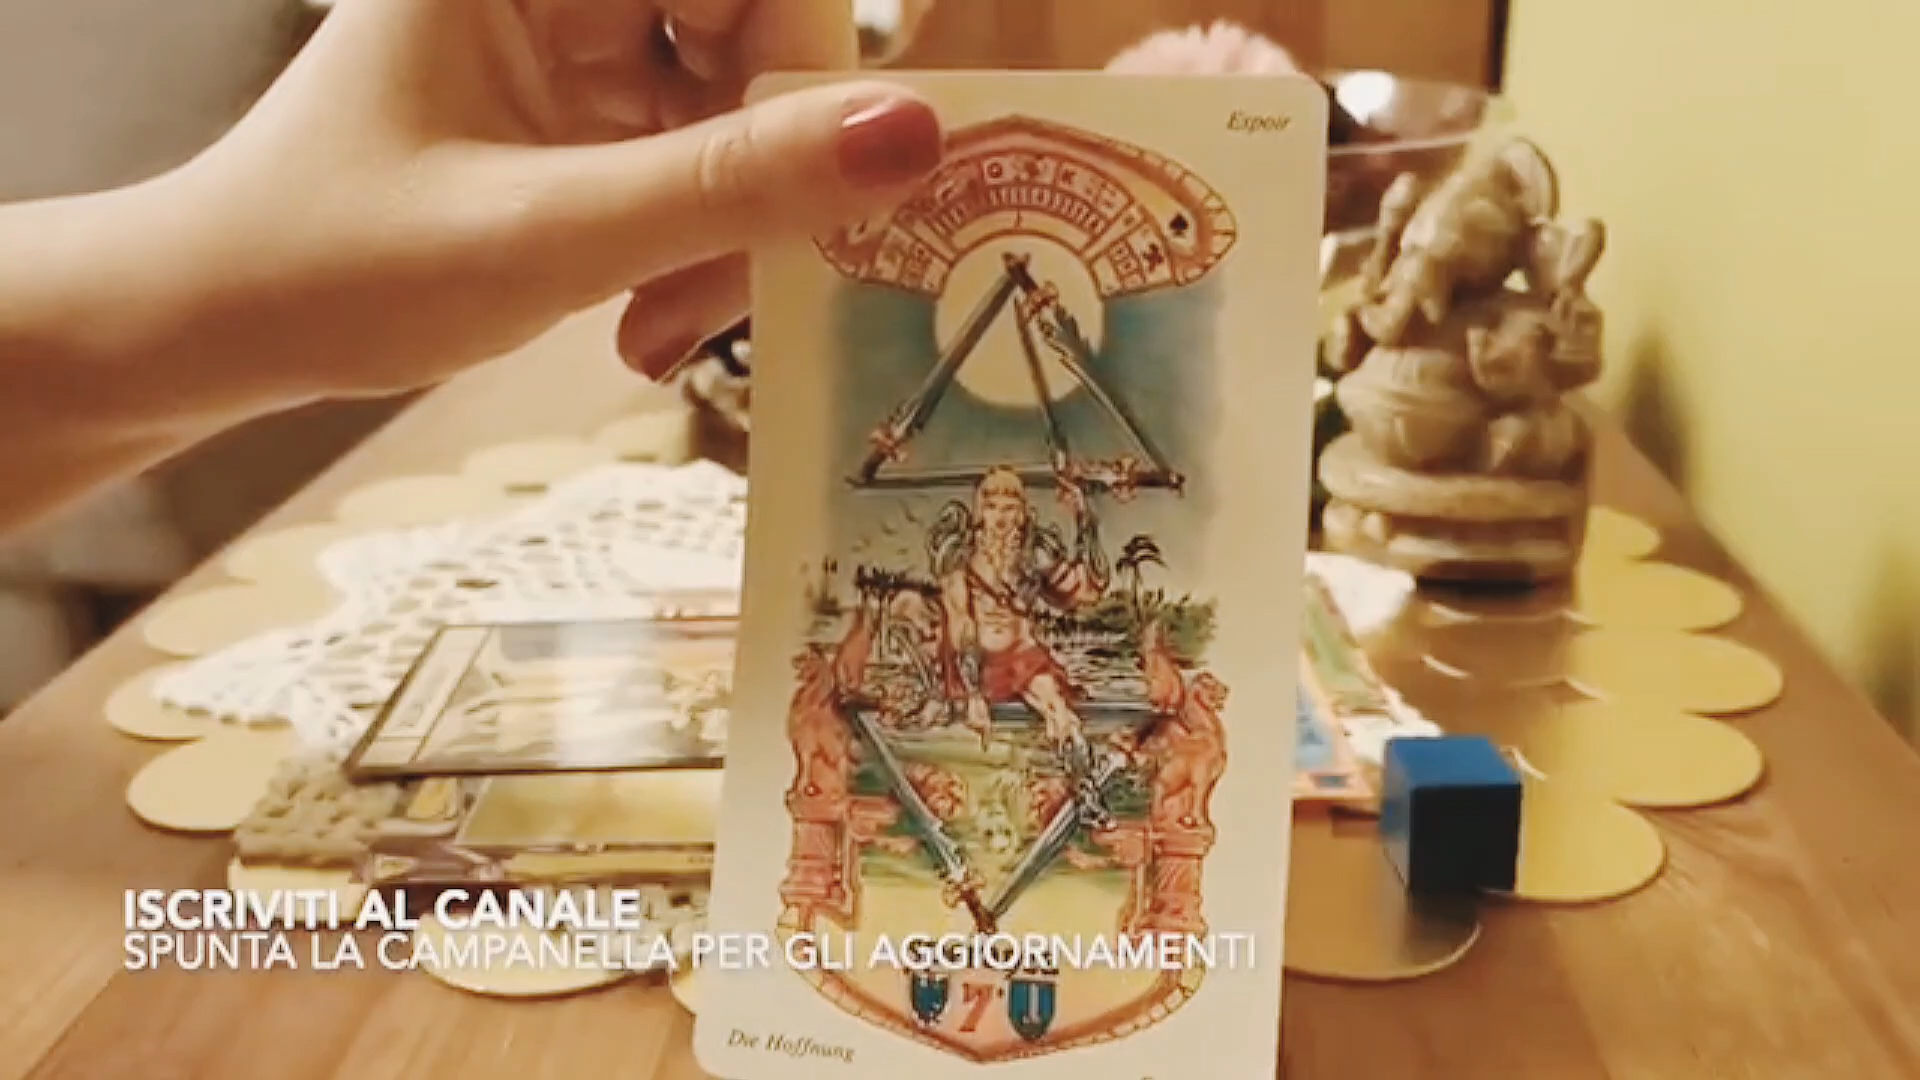 Espoir
ISCRIVITI AL CANALE
SPUNTA LA CAMPANELLA PER GLI AGGIORNAMENTI
7
Die Hoffnung